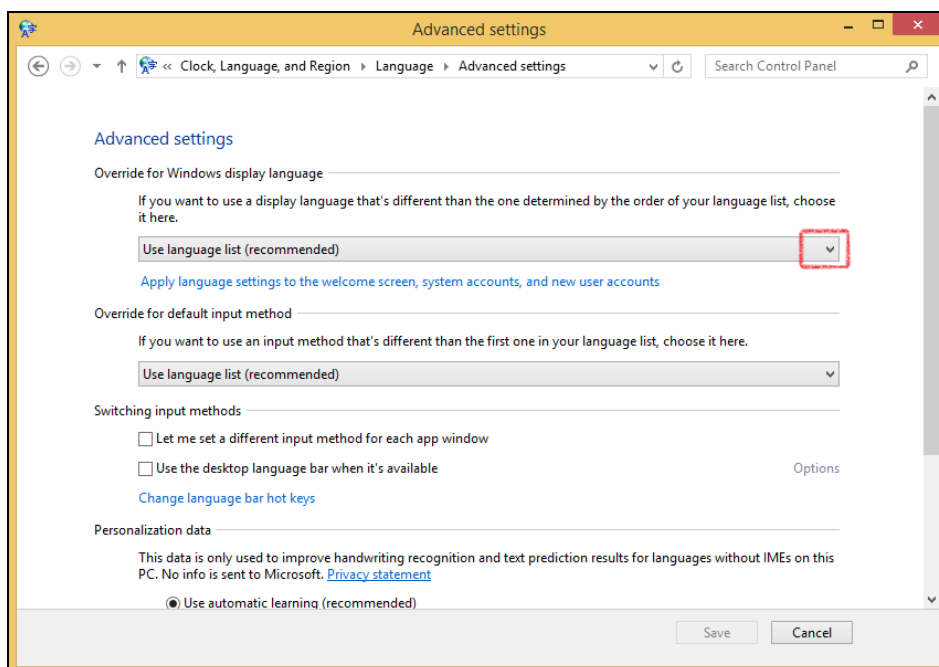 Advanced settings
« Clock, Language, and Region Language Advanced settings Search Control Panel
Advanced settings
Override for Windows display language
If you want to use a display language that's different than the one determined by the order of your language list, choose
it here.
Use language list (recommended)
Apply language settings to the welcome screen, system accounts, and new user accounts
Override for default input method
If you want to use an input method that's different than the first one in your language list, choose it here.
Use language list (recommended)
Switching input methods
Let me set a different input method for each app window
Use the desktop language bar when it's available Options
Change language bar hot keys
Personalization data
This data is only used to improve handwriting recognition and text prediction results for languages without IMEs on this
PC. No info is sent to Microsoft. Privacy statement
Use automatic learning (recommended)
Save Cancel